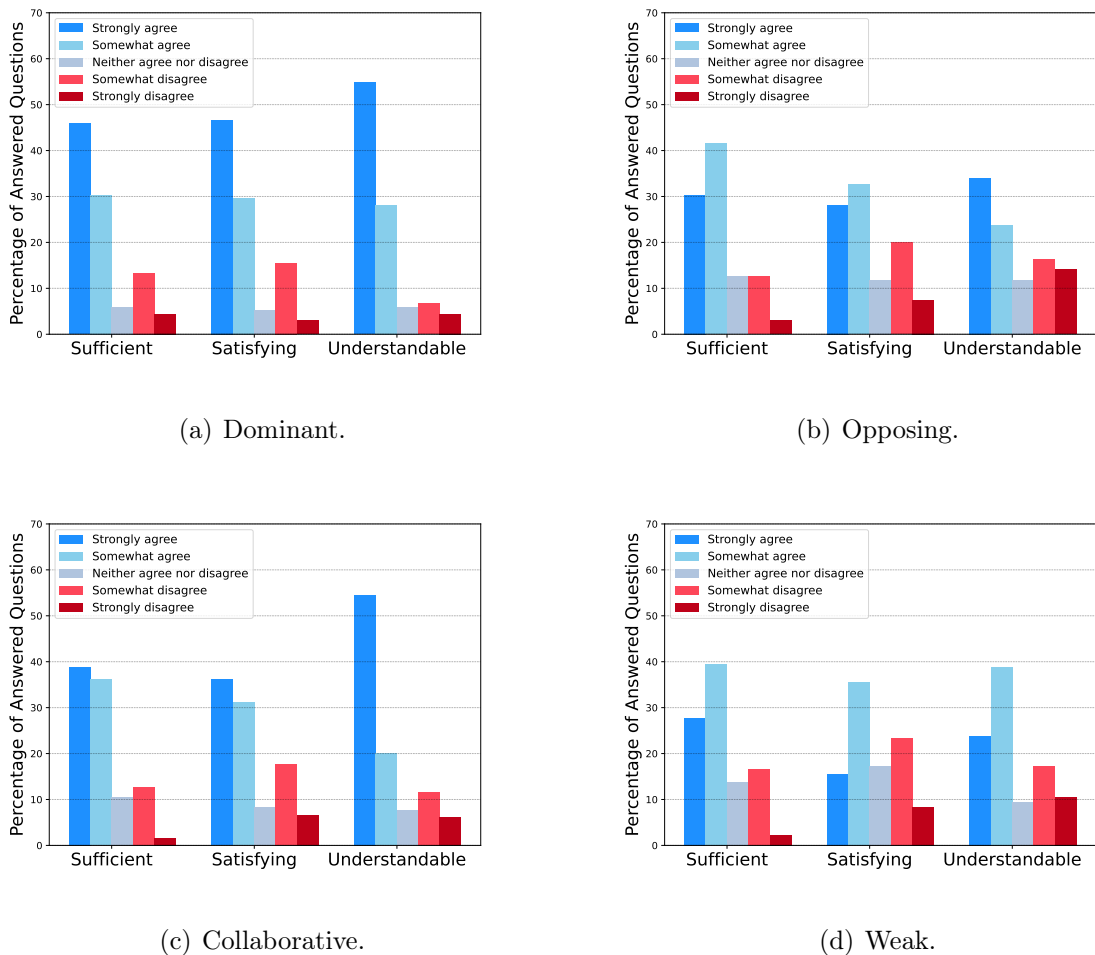 Percentage of Answered Questions
70
60
50
40
30
20
10
0
Strongly agree
Somewhat agree
Neither agree nor disagree
Somewhat disagree
Strongly disagree
Sufficient Satisfying Understandable
(a) Dominant.
Percentage of Answered Questions
70
60
50
40
30
20
10
0
Strongly agree
Somewhat agree
Neither agree nor disagree
Somewhat disagree
Strongly disagree
Sufficient Satisfying Understandable
(b) Opposing.
Percentage of Answered Questions
70
60
50
40
30
20
10
0
Strongly agree
Somewhat agree
Neither agree nor disagree
Somewhat disagree
Strongly disagree
Sufficient Satisfying Understandable
(c) Collaborative.
Percentage of Answered Questions
70
60
50
40
30
20
10
0
Strongly agree
Somewhat agree
Neither agree nor disagree
Somewhat disagree
Strongly disagree
Sufficient Satisfying Understandable
(d) Weak.